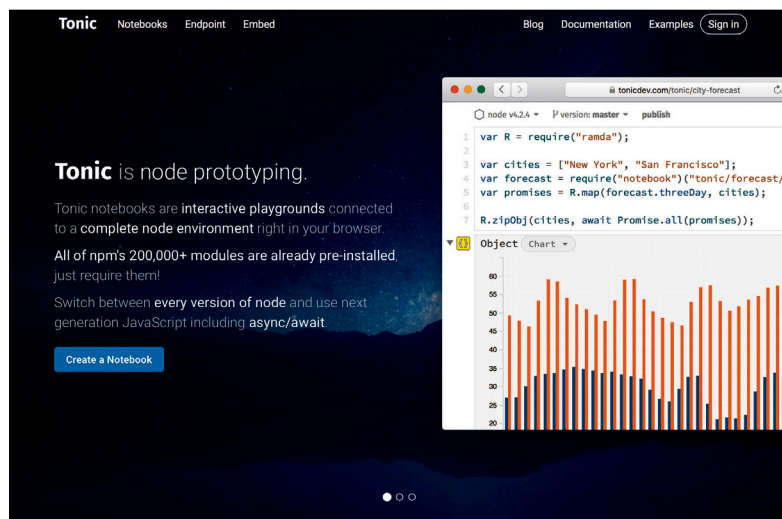 Tonic Notebooks Endpoint Embed Blog Documentation Examples Sign in
Tonic is node prototyping.
Tonic notebooks are interactive playgrounds connected
to a complete node environment right in your browser.
All of npm's 200,000+ modules are already pre-installed,
just require them!
Switch between every version of node and use next
generation JavaScript including async/await.
Create a Notebook
tonicdev.com/tonic/city-forecast
node v4.2.4 version: master publish
1 var R = require("ramda");
2
3 var cities = ["New York", "San Francisco"];
4 var forecast = require("notebook")("tonic/forecast/
5 var promises = R.map(forecast.threeDay, cities);
6
7 R.zipObj(cities, await Promise.all(promises));
{} Object Chart
60
55
50
45
40
35
30
25
20